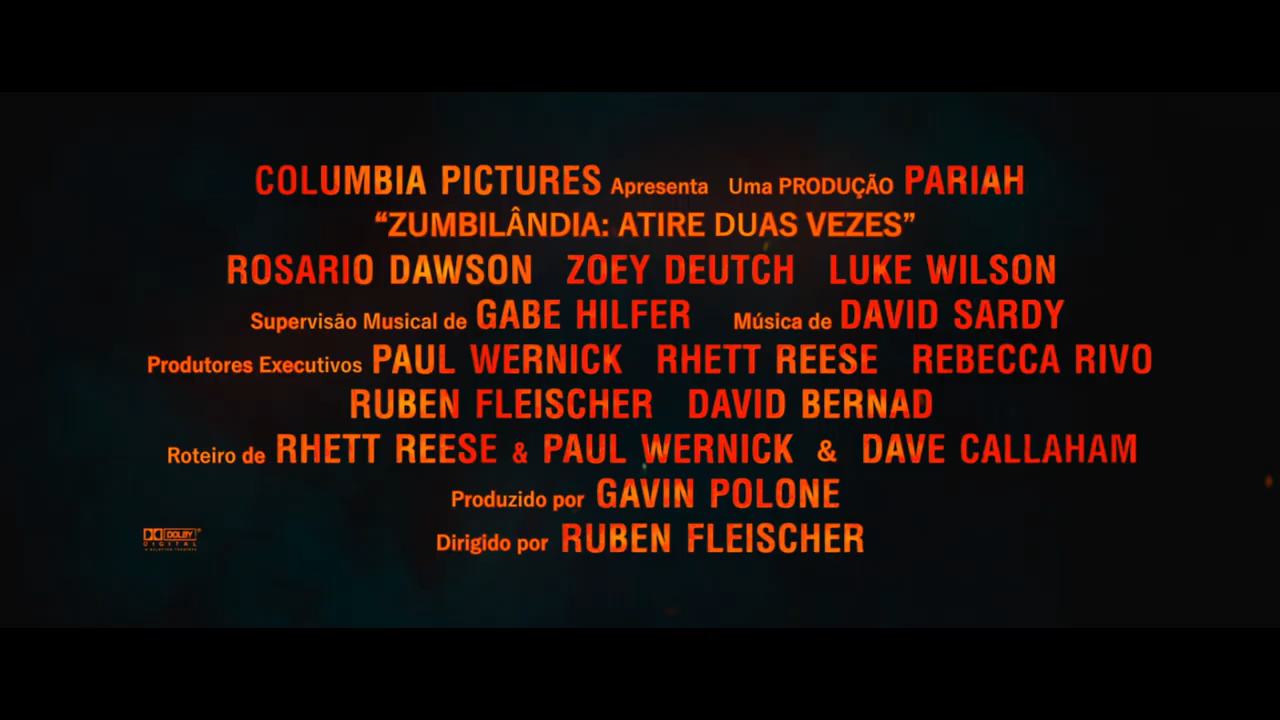 COLUMBIA PICTURES Apresenta Uma PRODUÇÃO PARIAH
“ZUMBILÂNDIA: ATIRE DUAS VEZES”
ROSARIO DAWSON ZOEY DEUTCH LUKE WILSON
Supervisão Musical de GABE HILFER Música de DAVID SARDY
Produtores Executivos PAUL WERNICK RHETT REESE REBECCA RIVO
RUBEN FLEISCHER DAVID BERNAD
Roteiro de RHETT REESE & PAUL WERNICK & DAVE CALLAHAM
Produzido por GAVIN POLONE
Dirigido por RUBEN FLEISCHER
DOLBY
DIGITAL